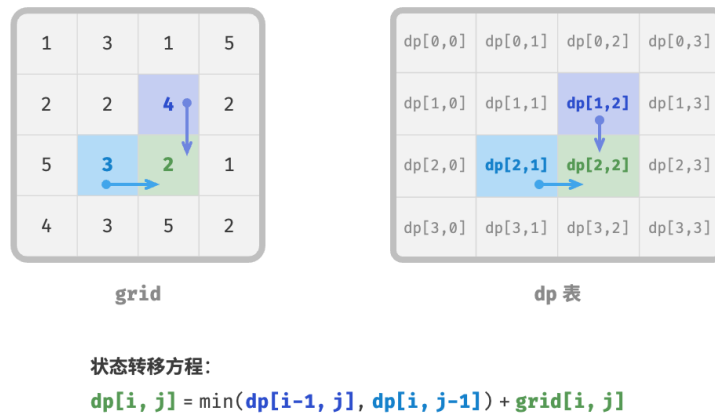 1 3 1 5
2 2 4 2
5 3 2 1
4 3 5 2
grid
dp[0,0] dp[0,1] dp[0,2] dp[0,3]
dp[1,0] dp[1,1] dp[1,2] dp[1,3]
dp[2,0] dp[2,1] dp[2,2] dp[2,3]
dp[3,0] dp[3,1] dp[3,2] dp[3,3]
dp 表
状态转移方程：
dp[i, j] = min(dp[i-1, j], dp[i, j-1]) + grid[i, j]